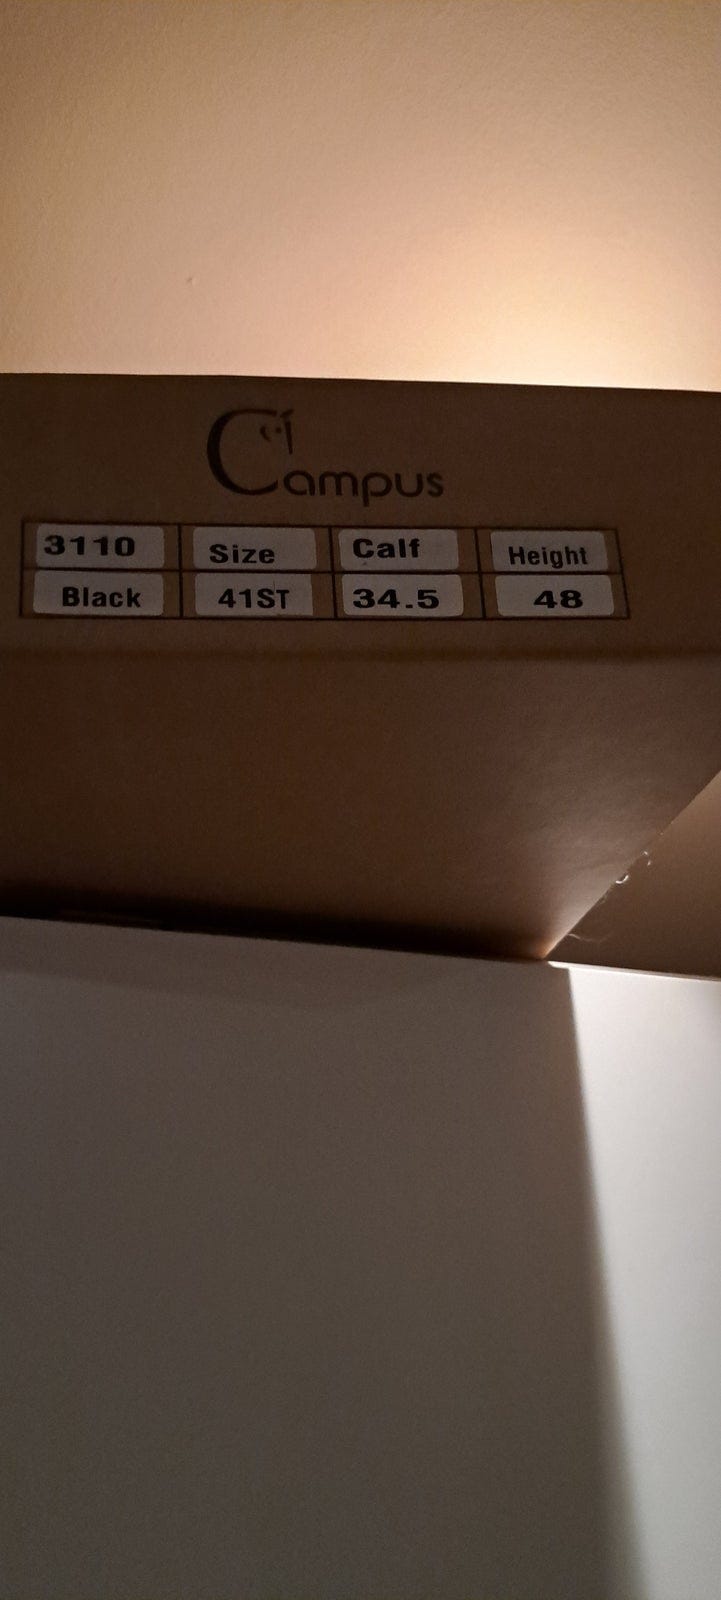 Campus
3110 Size Calf Height
Black 41ST 34.5 48